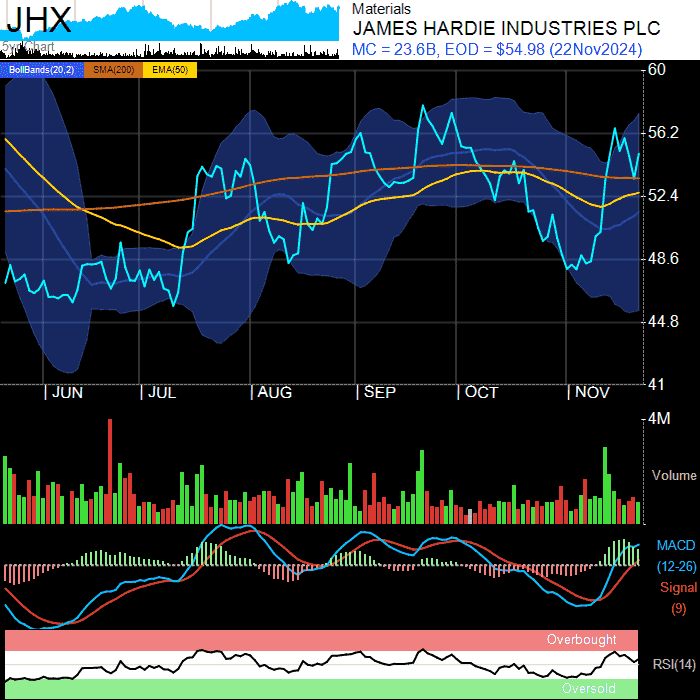 JHX
5yr Chart
Materials
JAMES HARDIE INDUSTRIES PLC
MC = 23.6B, EOD = $54.98 (22Nov2024)
BollBands(20,2) SMA(200) EMA(50)
60
56.2
52.4
48.6
44.8
41
JUN JUL AUG SEP OCT NOV
4M
Volume
MACD
(12-26)
Signal
(9)
Overbought
RSI(14)
Oversold